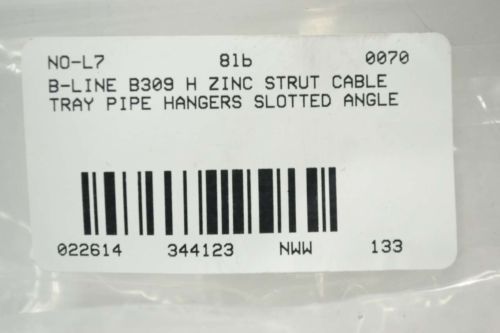 NO-L7 8lb 0070
B-LINE B309 H ZINC STRUT CABLE
TRAY PIPE HANGERS SLOTTED ANGLE
022614 344123 NWW 133